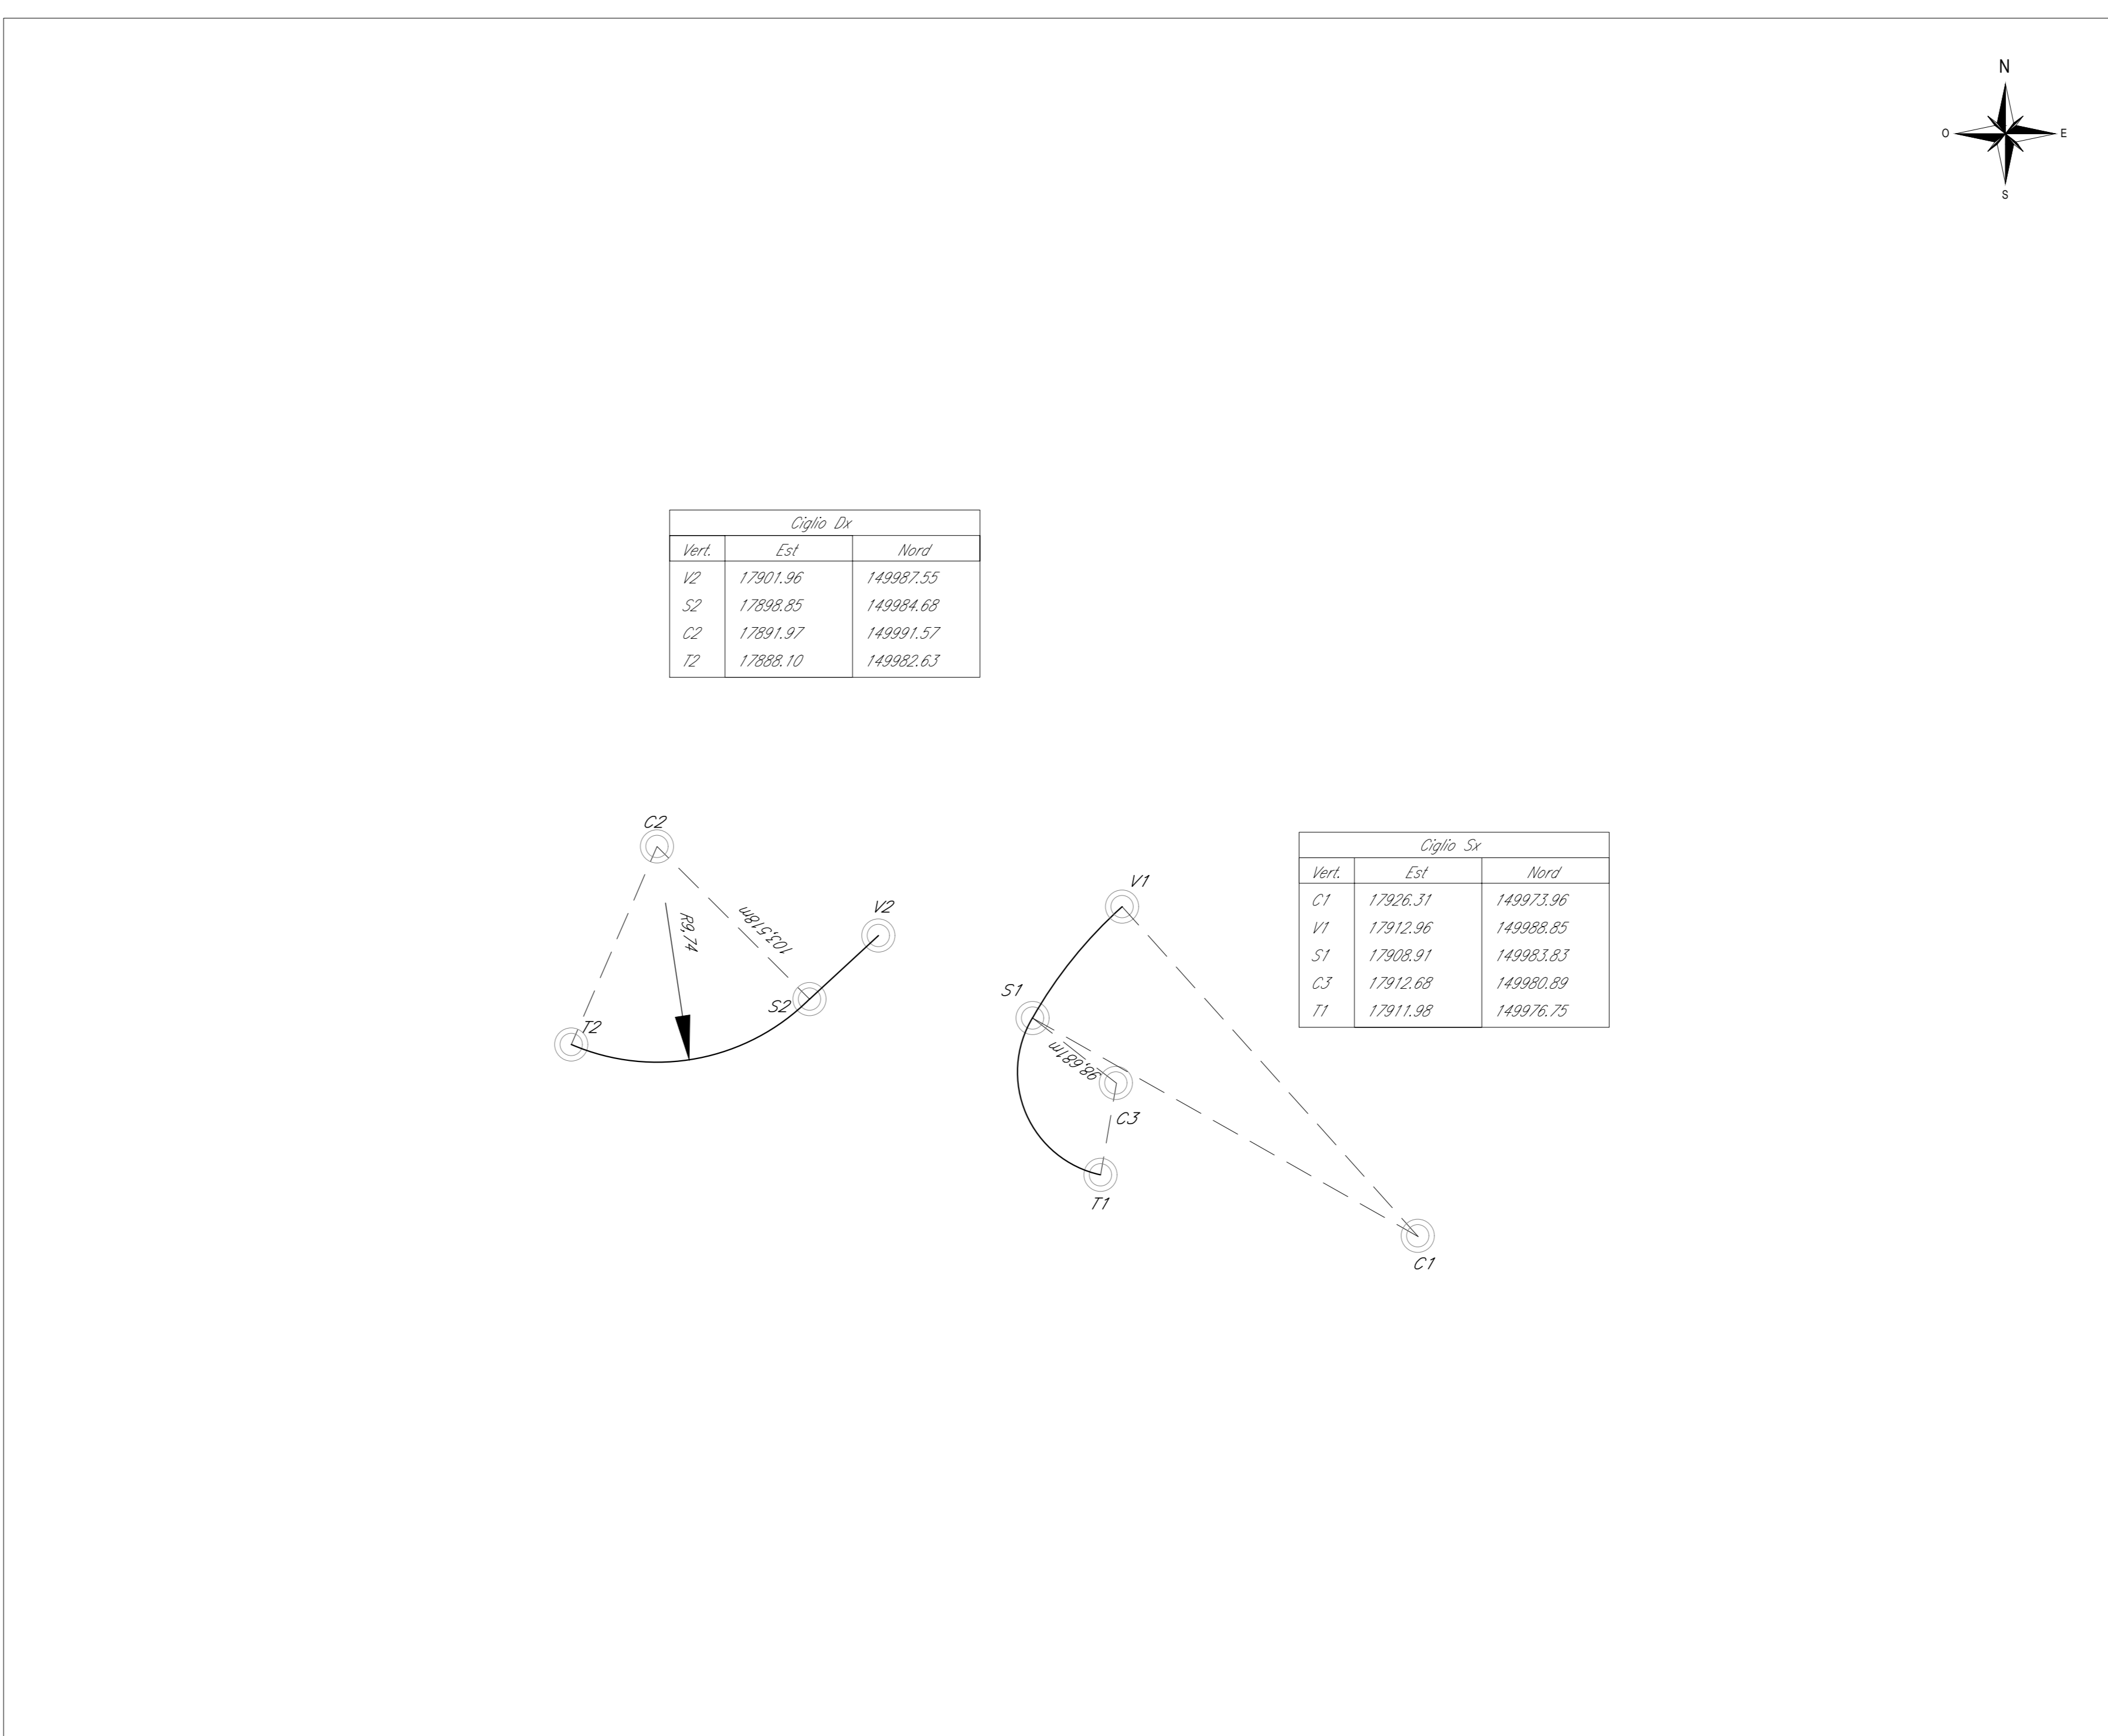 N
O E
S
Ciglio Dx
Vert. Est Nord
V2 17901.96 149987.55
S2 17898.85 149984.68
C2 17891.97 149991.57
T2 17888.10 149982.63
C2
V2
R9,74
103,518m
S2
T2
V1
S1
98,681m
C3
T1
C1
Ciglio Sx
Vert. Est Nord
C1 17926.31 149973.96
V1 17912.96 149988.85
S1 17908.91 149983.83
C3 17912.68 149980.89
T1 17911.98 149976.75